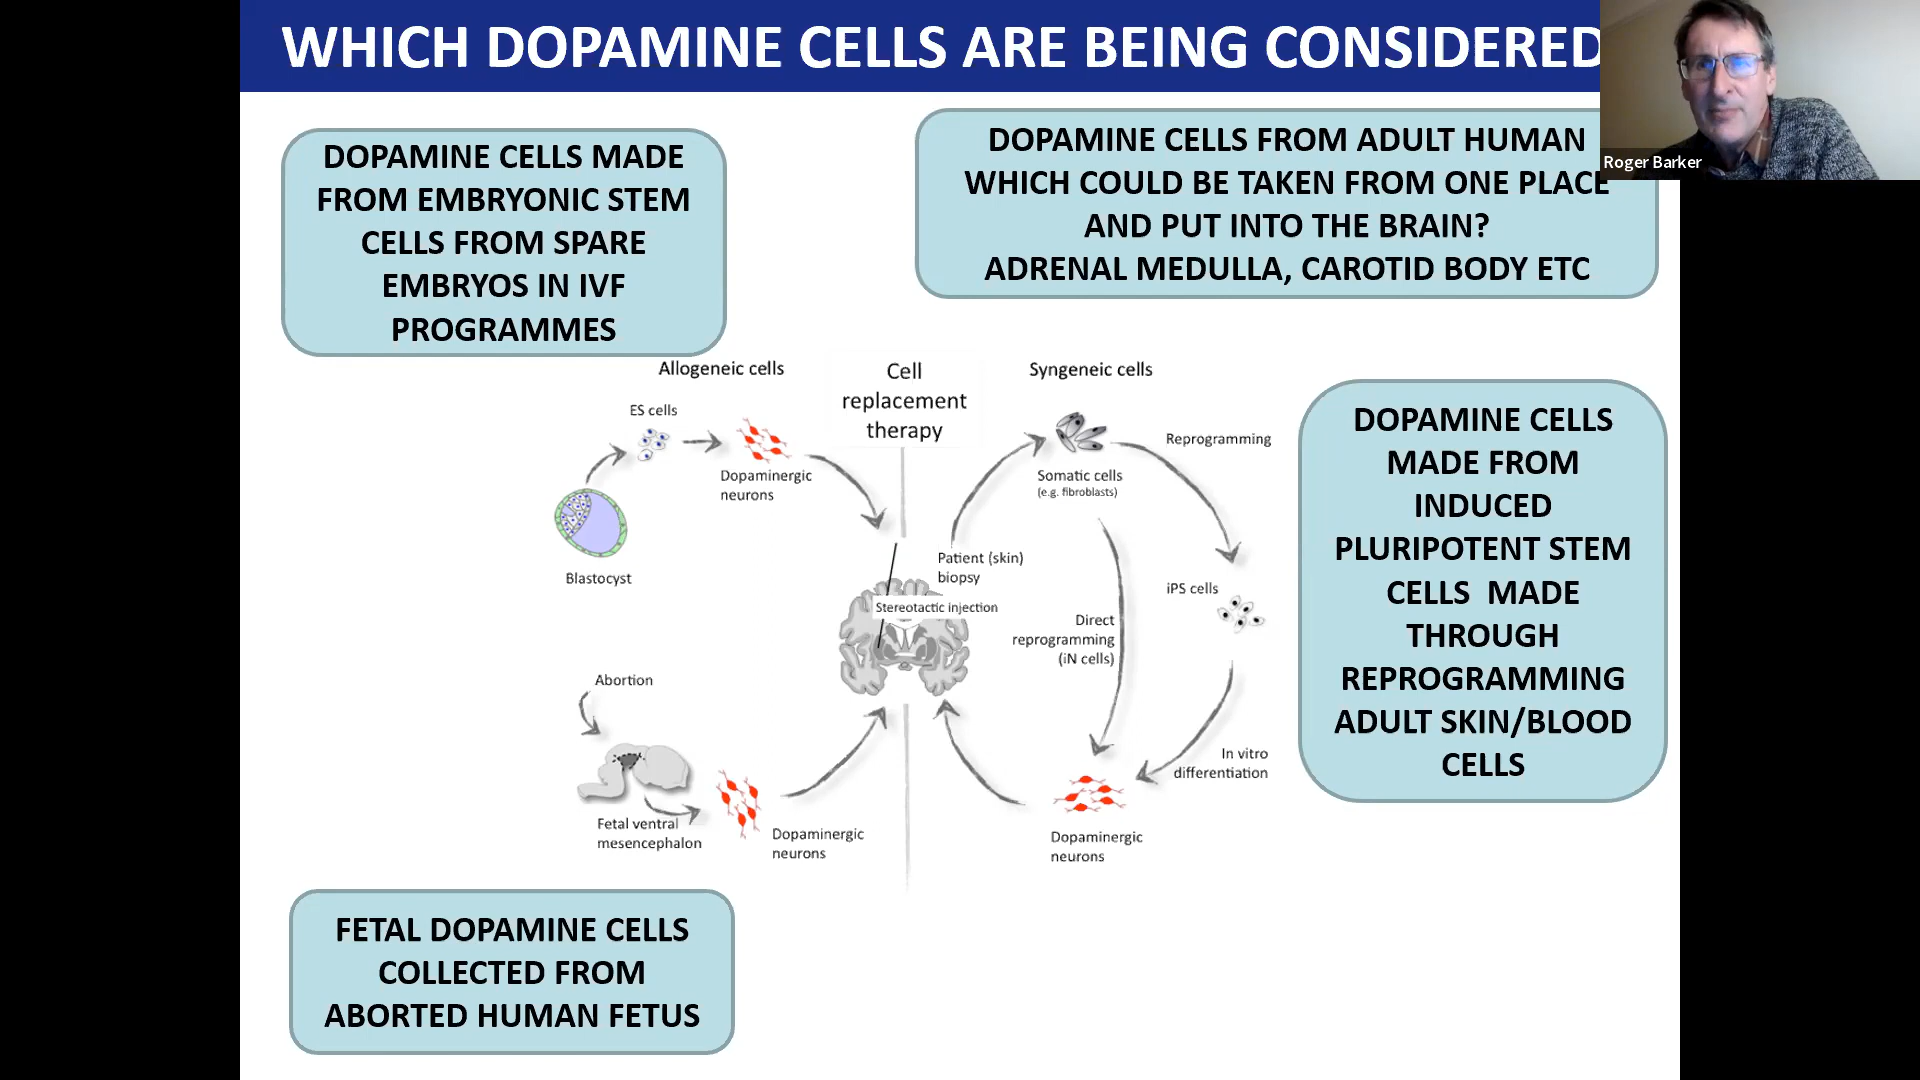 WHICH DOPAMINE CELLS ARE BEING CONSIDERED
Roger Barker
DOPAMINE CELLS MADE
FROM EMBRYONIC STEM
CELLS FROM SPARE
EMBRYOS IN IVF
PROGRAMMES
DOPAMINE CELLS FROM ADULT HUMAN
WHICH COULD BE TAKEN FROM ONE PLACE
AND PUT INTO THE BRAIN?
ADRENAL MEDULLA, CAROTID BODY ETC
Allogeneic cells
Cell
replacement
therapy
Syngeneic cells
ES cells
Dopaminergic
neurons
Blastocyst
Somatic cells
(e.g. fibroblasts)
Reprogramming
Patient (skin)
biopsy
Stereotactic injection
iPS cells
Direct
reprogramming
(iN cells)
Abortion
Fetal ventral
mesencephalon
Dopaminergic
neurons
In vitro
differentiation
Dopaminergic
neurons
DOPAMINE CELLS
MADE FROM
INDUCED
PLURIPOTENT STEM
CELLS MADE
THROUGH
REPROGRAMMING
ADULT SKIN/BLOOD
CELLS
FETAL DOPAMINE CELLS
COLLECTED FROM
ABORTED HUMAN FETUS